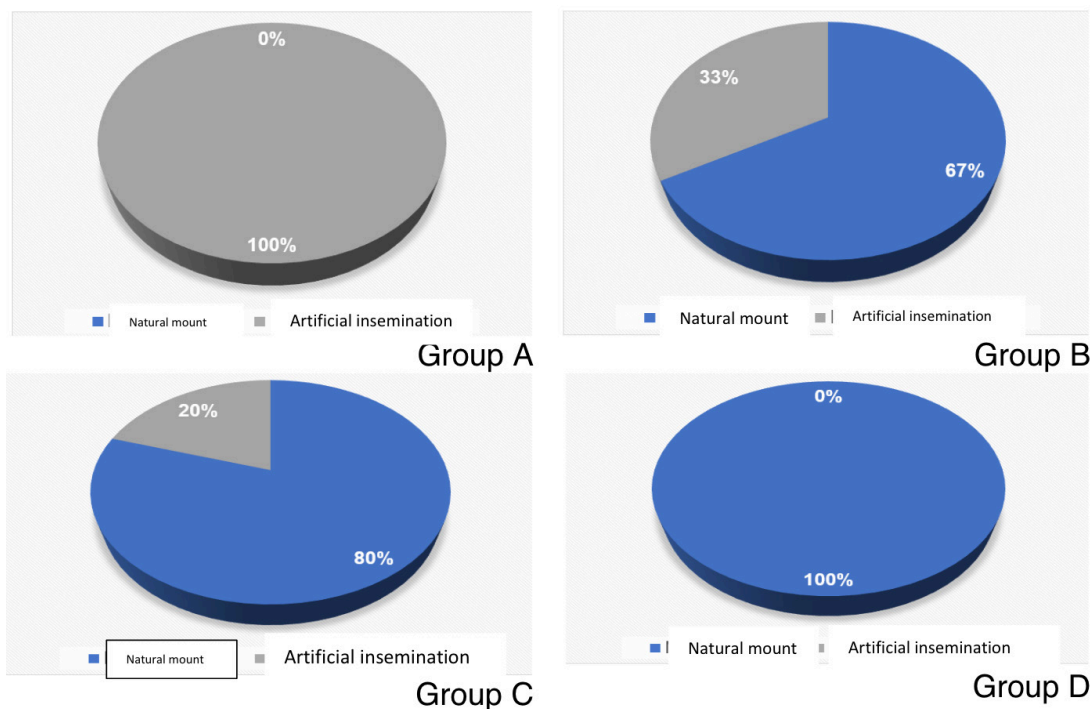 0%
100%
Natural mount Artificial insemination
Group A
33%
67%
Natural mount Artificial insemination
Group B
20%
80%
Natural mount Artificial insemination
Group C
0%
100%
Natural mount Artificial insemination
Group D